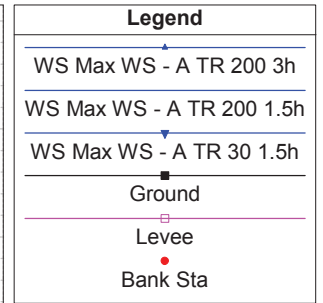 Legend
WS Max WS - A TR 200 3h
WS Max WS - A TR 200 1.5h
WS Max WS - A TR 30 1.5h
Ground
Levee
Bank Sta